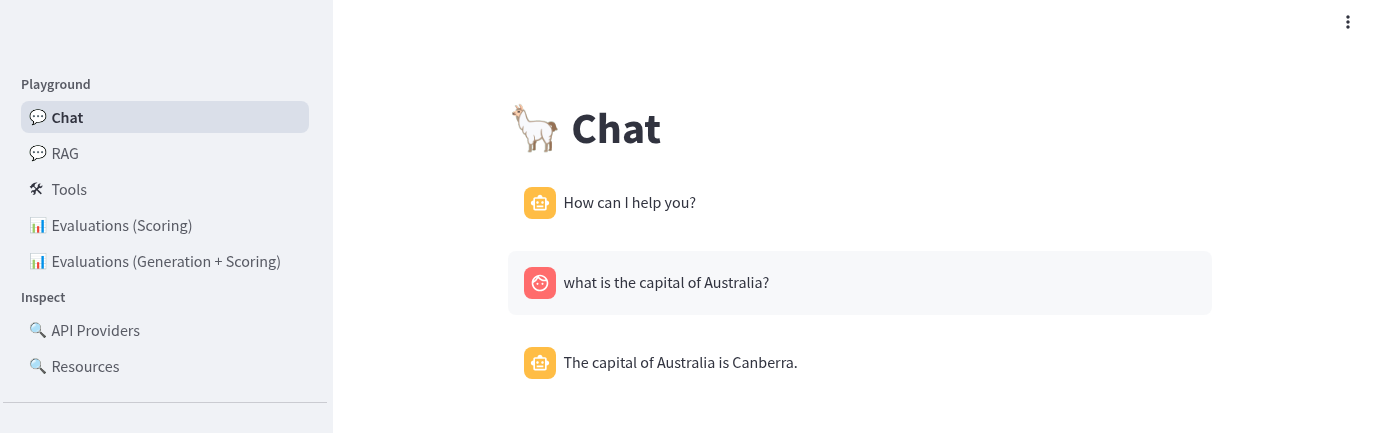 Playground
Chat
RAG
Tools
Evaluations (Scoring)
Evaluations (Generation + Scoring)
Inspect
API Providers
Resources
Chat
How can I help you?
what is the capital of Australia?
The capital of Australia is Canberra.